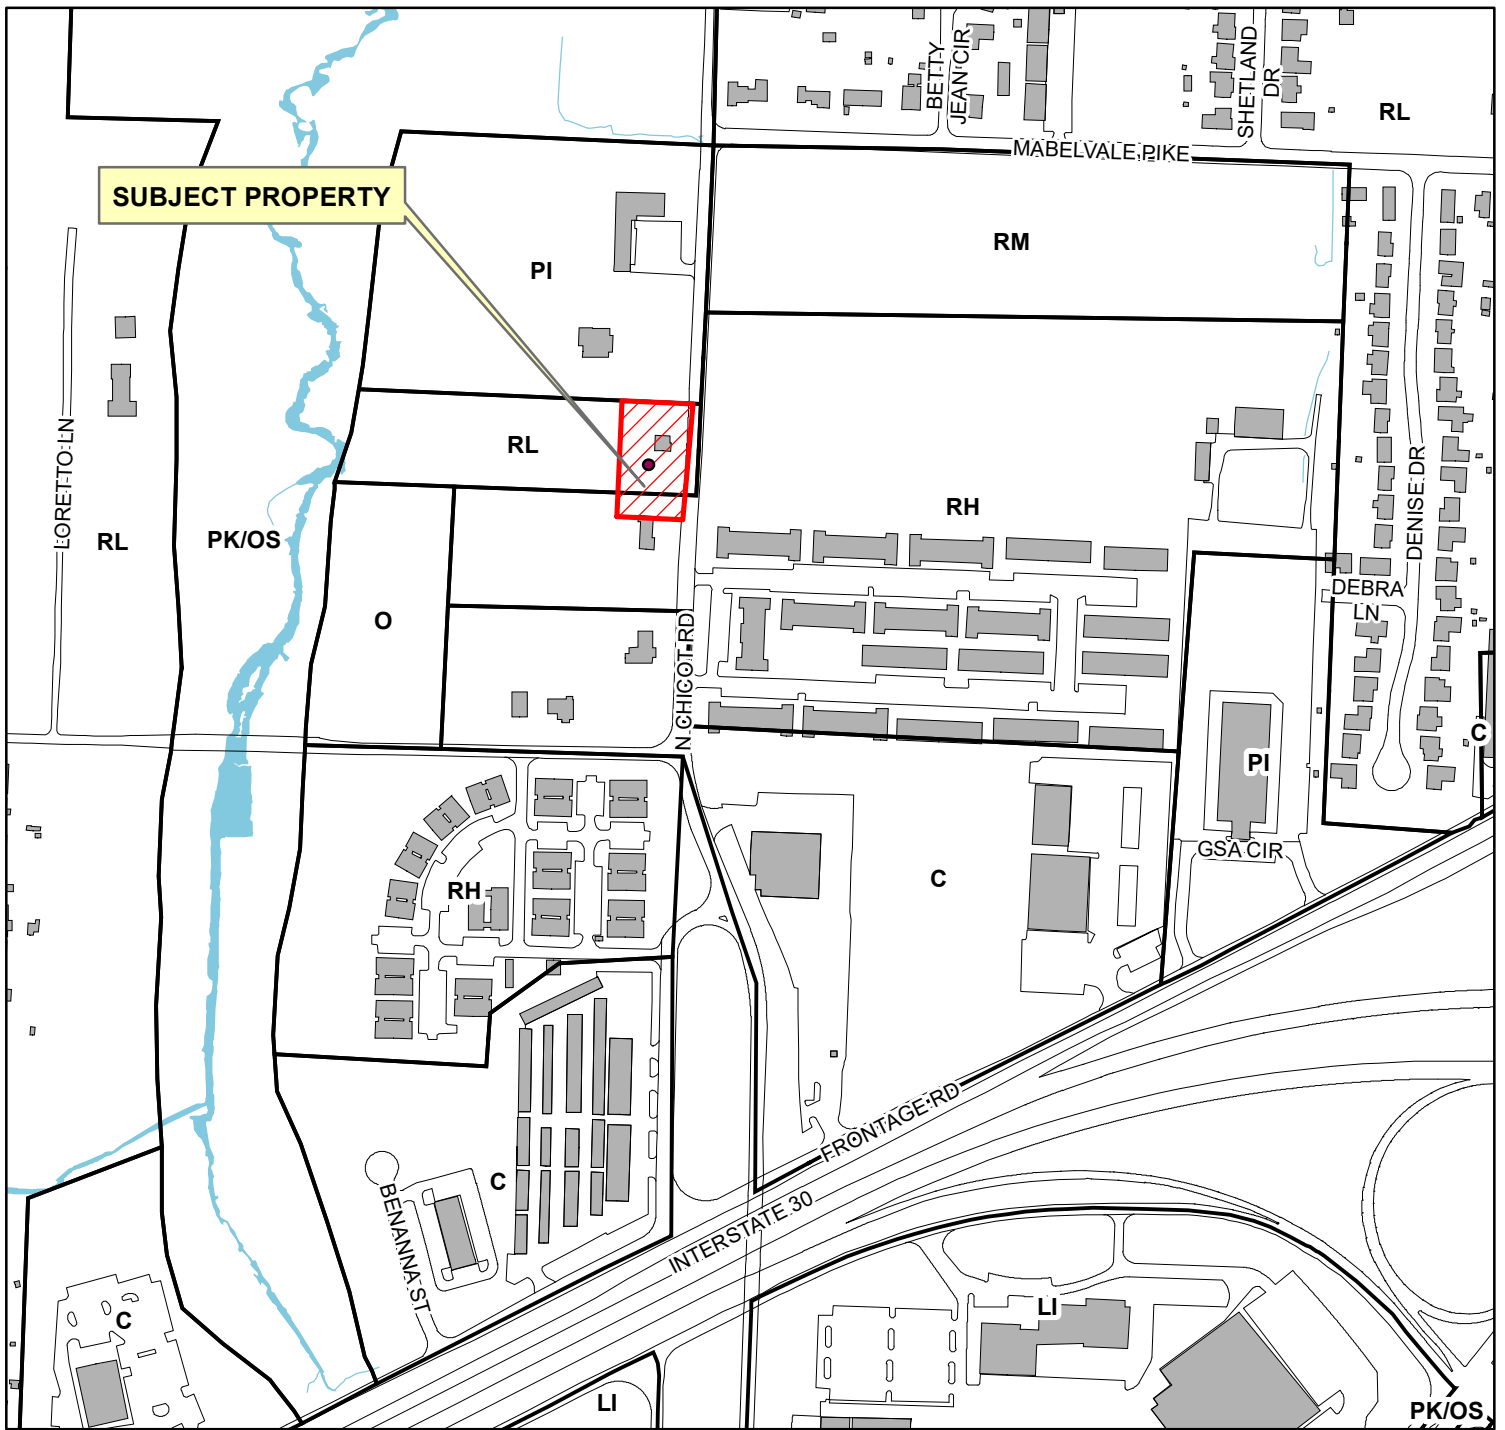 BETTY
JEAN CIR
SHETLAND
DR
RL
MABELVALE PIKE
SUBJECT PROPERTY
RM
PI
RL
LORETTO LN
RL
PK/OS
RH
DENISE DR
DEBRA
LN
O
N CHICOT RD
C
PI
GSA CIR
C
RH
FRONTAGE RD
C
BENANNA ST
INTERSTATE 30
C
LI
LI
PK/OS